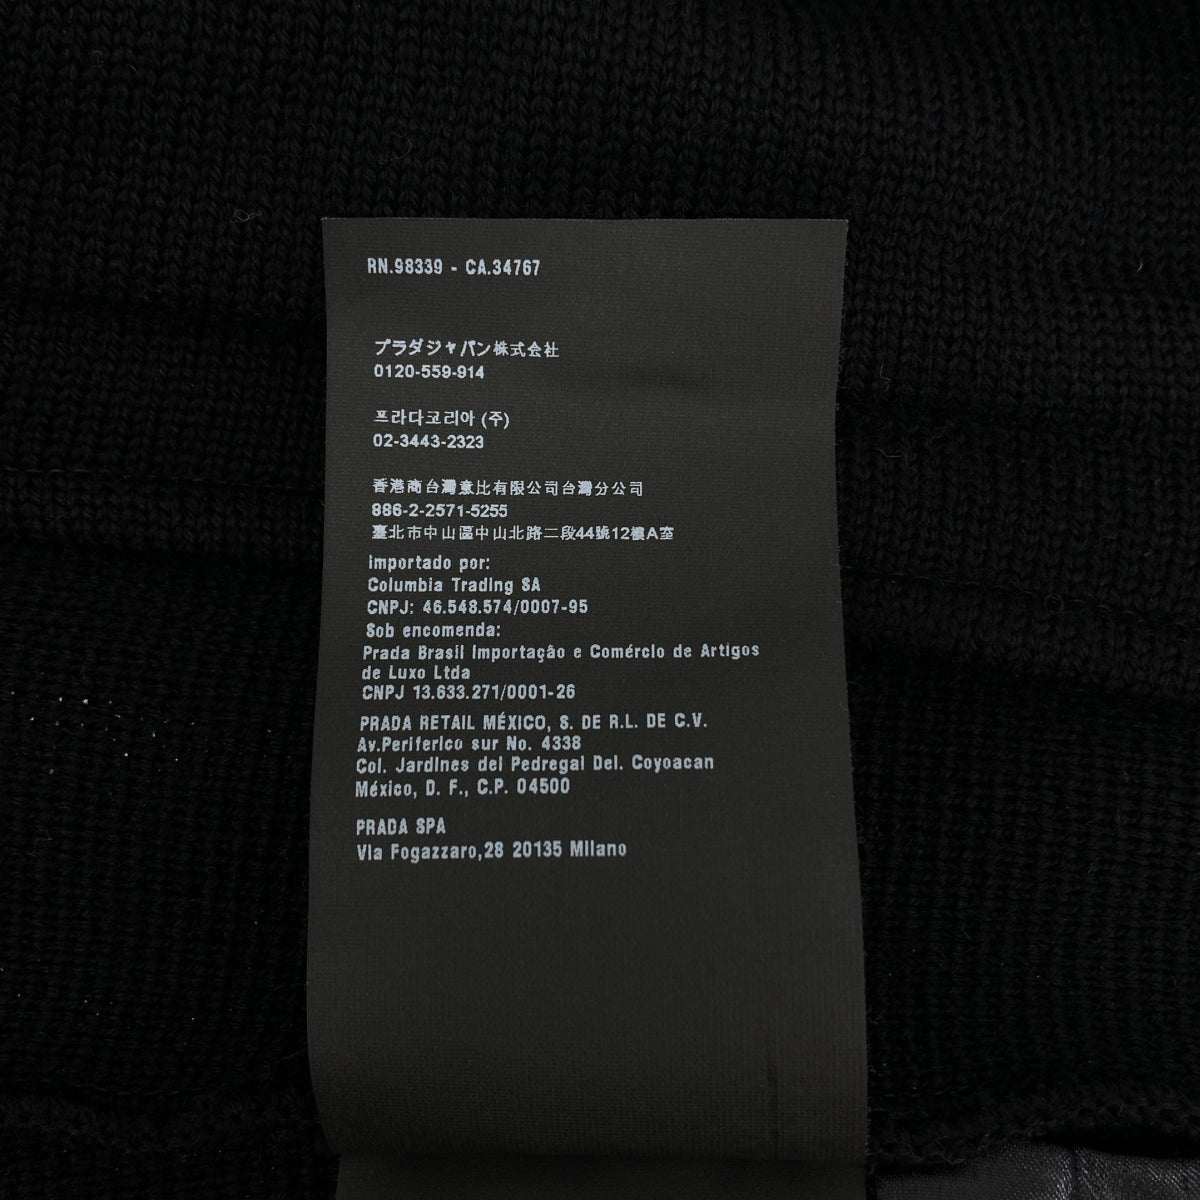 RN.98339 - CA.34767
プラダジャパン株式会社
0120-559-914
프라다코리아 (주)
02-3443-2323
香港商台灣意比有限公司台灣分公司
886-2-2571-5255
臺北市中山區中山北路二段44號12樓A室
Importado por:
Columbia Trading SA
CNPJ: 46.548.574/0007-95
Sob encomenda:
Prada Brasil Importação e Comércio de Artigos
de Luxo Ltda
CNPJ 13.633.271/0001-26
PRADA RETAIL MÉXICO, S. DE R.L. DE C.V.
Av.Periferico sur No. 4338
Col. Jardines del Pedregal Del. Coyoacan
México, D. F., C.P. 04500
PRADA SPA
Via Fogazzaro,28 20135 Milano